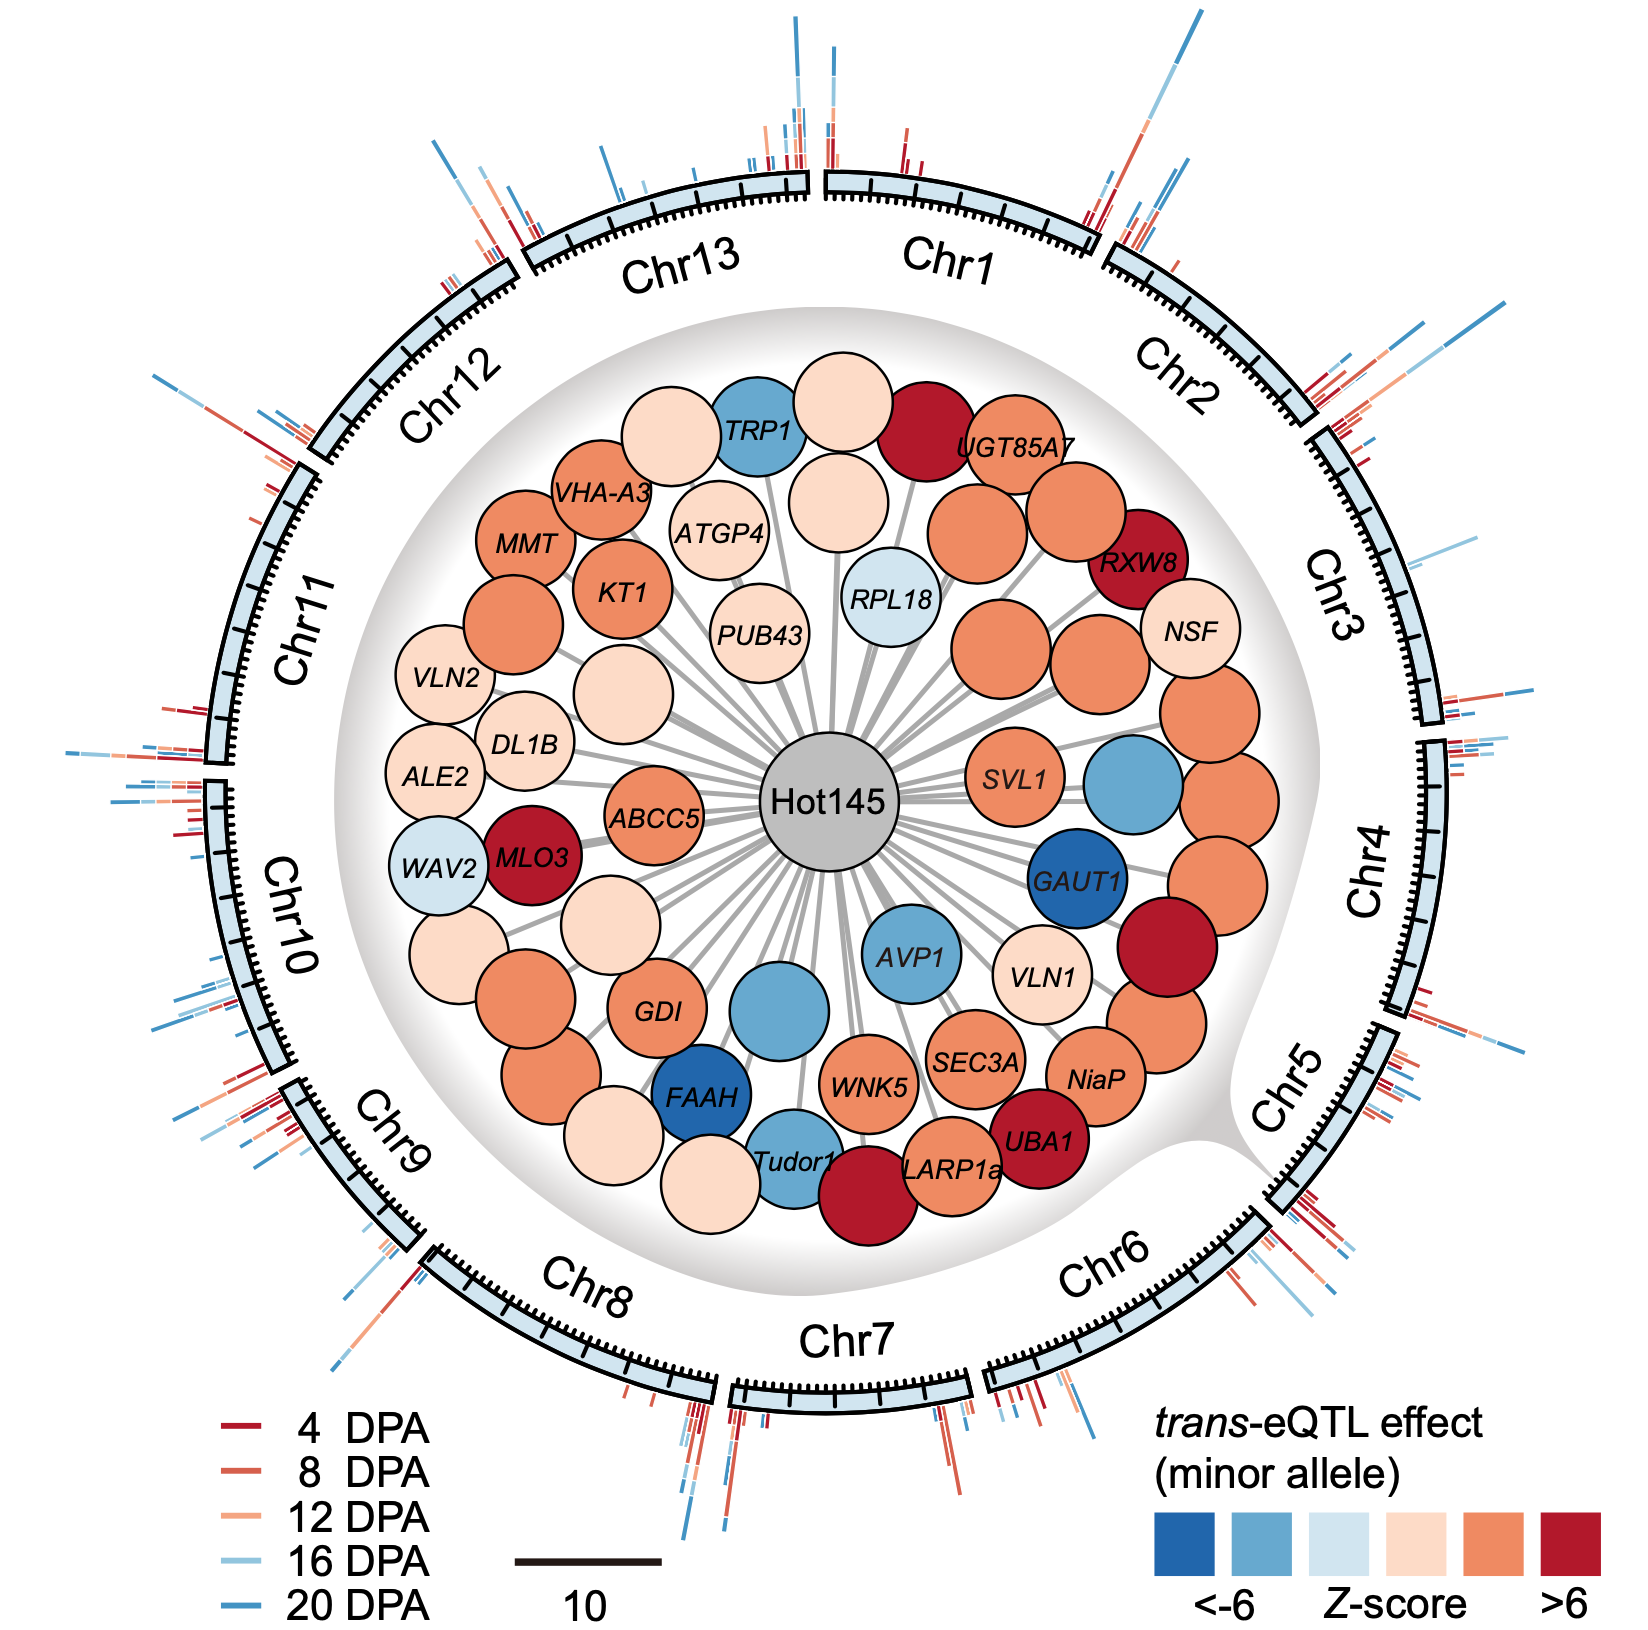 Chr13
Chr1
Chr12
Chr2
Chr11
Chr3
Chr10
Chr4
Chr9
Chr5
Chr8
Chr6
Chr7
TRP1
UGT85A7
VHA-A3
ATGP4
MMT
RXW8
KT1
RPL18
PUB43
NSF
VLN2
DL1B
ALE2
SVL1
Hot145
ABCC5
MLO3
WAV2
GAUT1
AVP1
VLN1
GDI
SEC3A
NiaP
WNK5
FAAH
UBA1
Tudor1
LARP1a
4 DPA
8 DPA
12 DPA
16 DPA
20 DPA
10
trans-eQTL effect
(minor allele)
<-6 Z-score >6